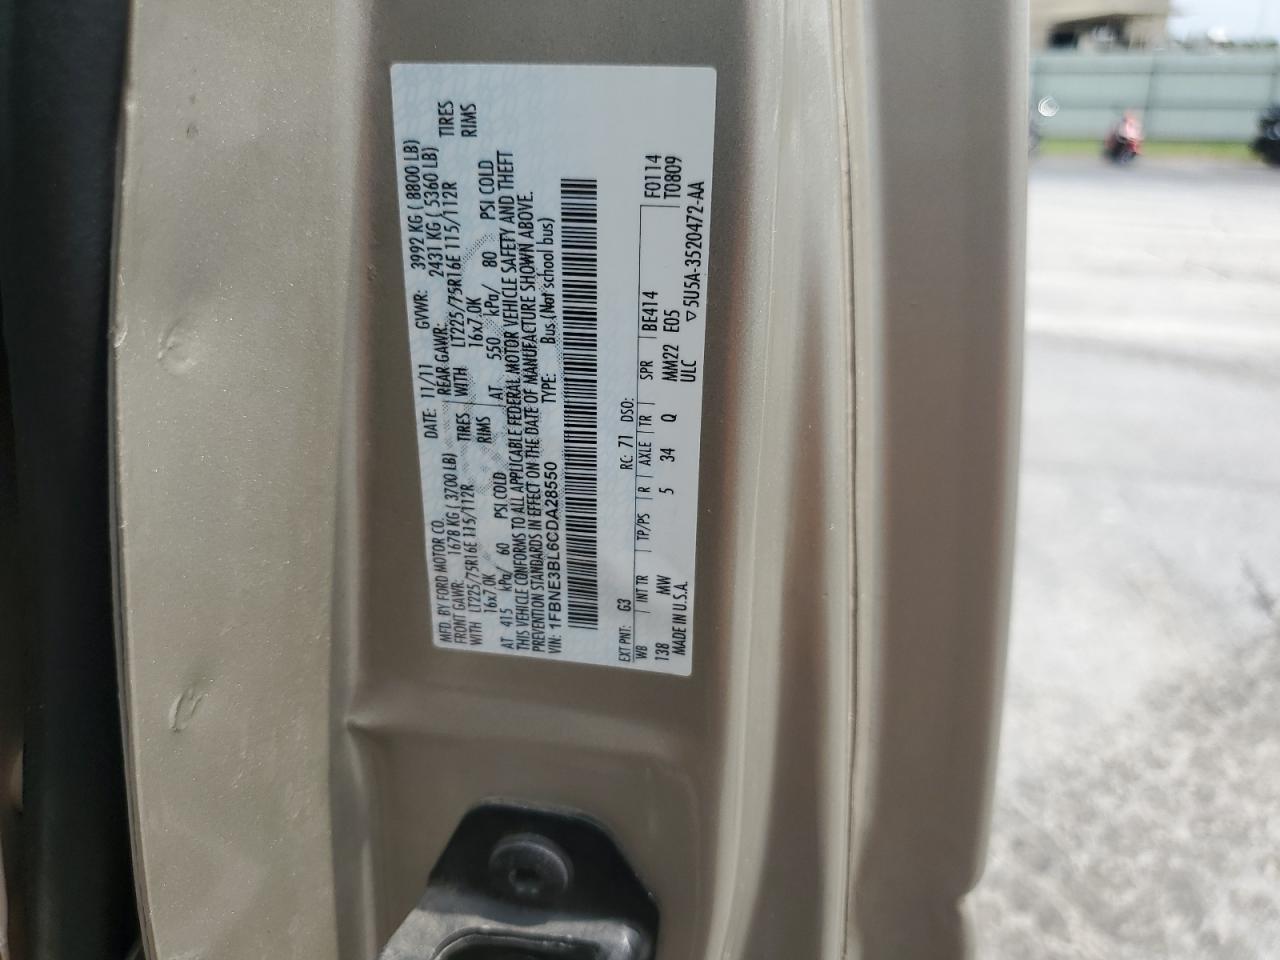 MFD. BY FORD MOTOR CO. DATE: 11/11 GVWR: 3992 KG ( 8800 LB)
FRONT GAWR: 1678 KG ( 3700 LB) REAR GAWR: 2431 KG ( 5360 LB)
WITH LT225/75R16E 115/112R TIRES WITH LT225/75R16E 115/112R TIRES
16x7.0K RIMS 16x7.0K RIMS
AT 415 kPa/ 60 PSI COLD AT 550 kPa/ 80 PSI COLD
THIS VEHICLE CONFORMS TO ALL APPLICABLE FEDERAL MOTOR VEHICLE SAFETY AND THEFT
PREVENTION STANDARDS IN EFFECT ON THE DATE OF MANUFACTURE SHOWN ABOVE.
VIN: 1FBNE3BL6CDA28550 TYPE: Bus (Not school bus)
EXT PNT: G3 RC: 71 DSO:
WB INT TR TP/PS R AXLE TR SPR BE414 F0114
138 MW 5 34 Q MM22 E05 T0809
MADE IN U.S.A. ULC
▽5U5A-3520472-AA